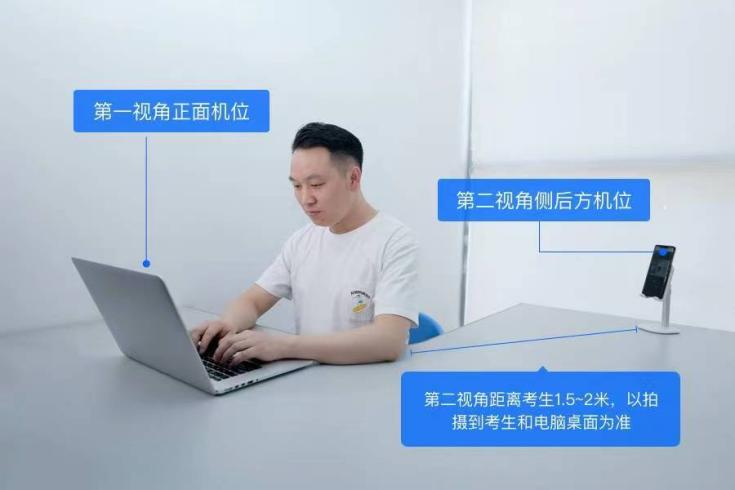 第一视角正面机位
第二视角侧后方机位
第二视角距离考生1.5~2米，以拍
摄到考生和电脑桌面为准